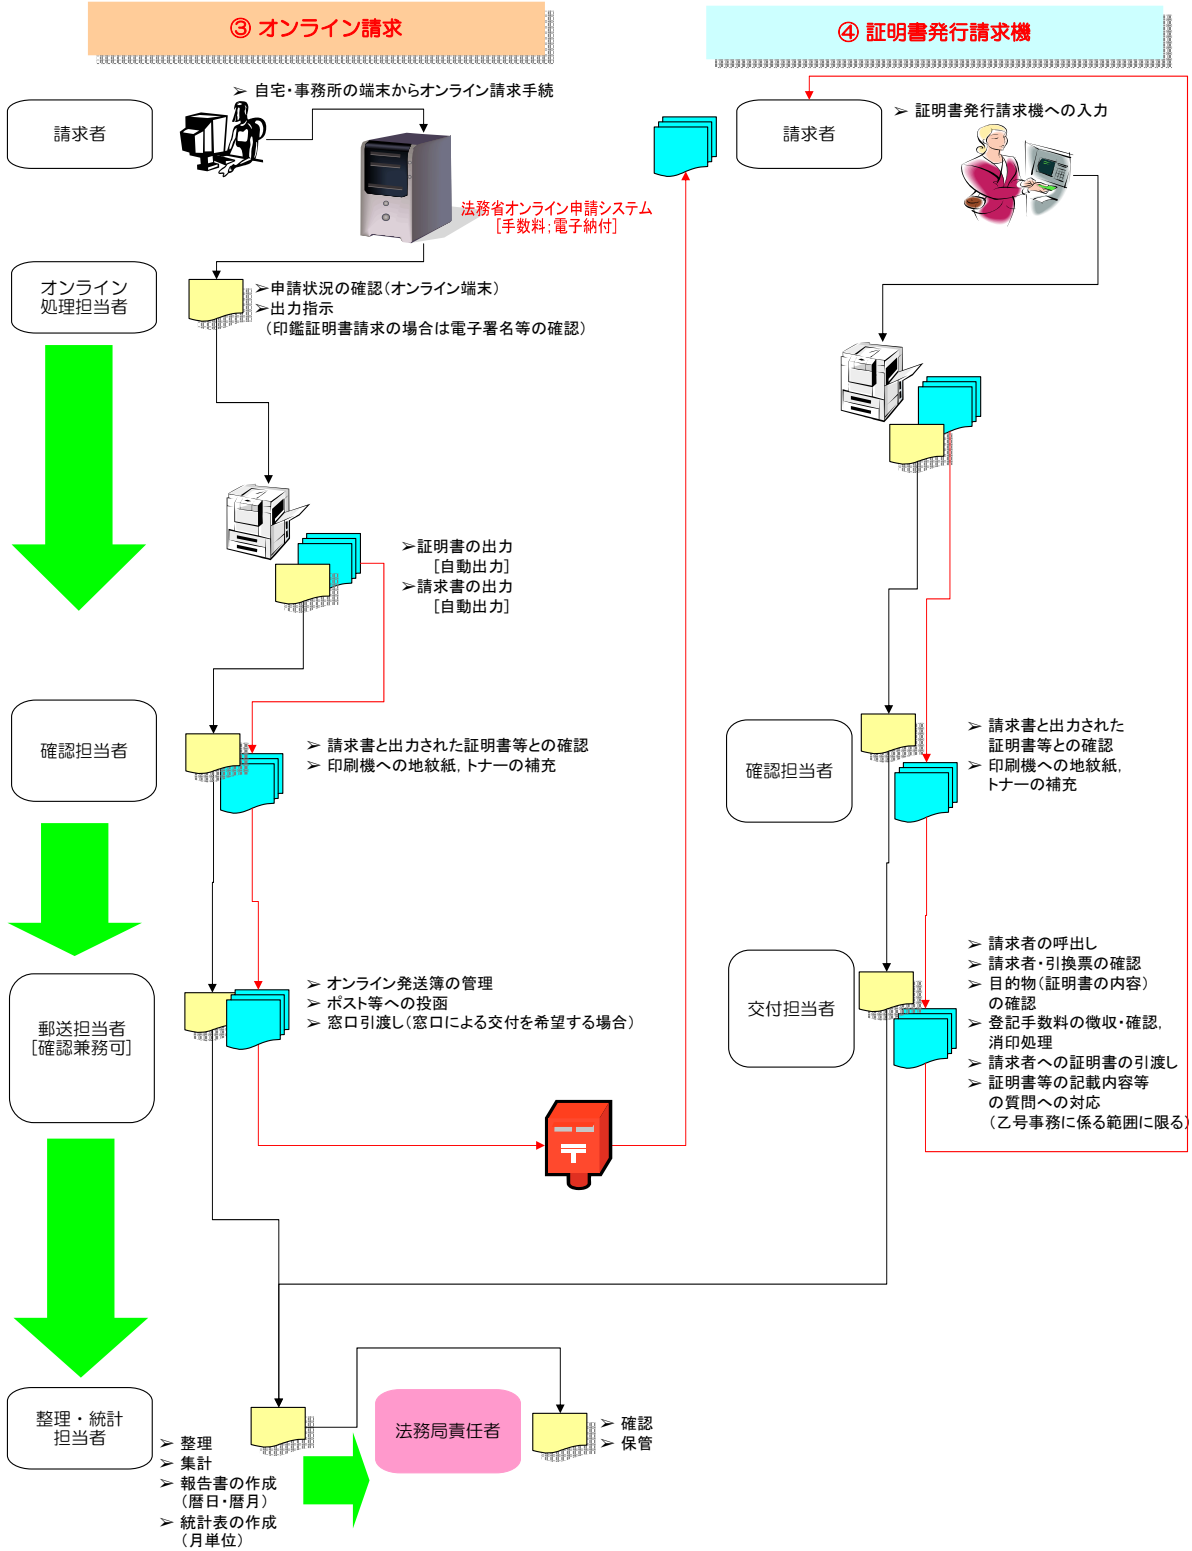 ③ オンライン請求
請求者
➢ 自宅・事務所の端末からオンライン請求手続
法務省オンライン申請システム
[手数料；電子納付]
オンライン
処理担当者
➢申請状況の確認（オンライン端末）
➢出力指示
（印鑑証明書請求の場合は電子署名等の確認）
➢証明書の出力
[自動出力]
➢請求書の出力
[自動出力]
確認担当者
➢ 請求書と出力された証明書等との確認
➢ 印刷機への地紋紙，トナーの補充
郵送担当者
[確認兼務可]
➢ オンライン発送簿の管理
➢ ポスト等への投函
➢ 窓口引渡し（窓口による交付を希望する場合）
④ 証明書発行請求機
請求者
➢ 証明書発行請求機への入力
確認担当者
➢ 請求書と出力された
証明書等との確認
➢ 印刷機への地紋紙，
トナーの補充
交付担当者
➢ 請求者の呼出し
➢ 請求者・引換票の確認
➢ 目的物（証明書の内容）
の確認
➢ 登記手数料の徴収・確認，
消印処理
➢ 請求者への証明書の引渡し
➢ 証明書等の記載内容等
の質問への対応
（乙号事務に係る範囲に限る）
整理・統計
担当者
➢ 整理
➢ 集計
➢ 報告書の作成
（暦日・暦月）
➢ 統計表の作成
（月単位）
法務局責任者
➢ 確認
➢ 保管